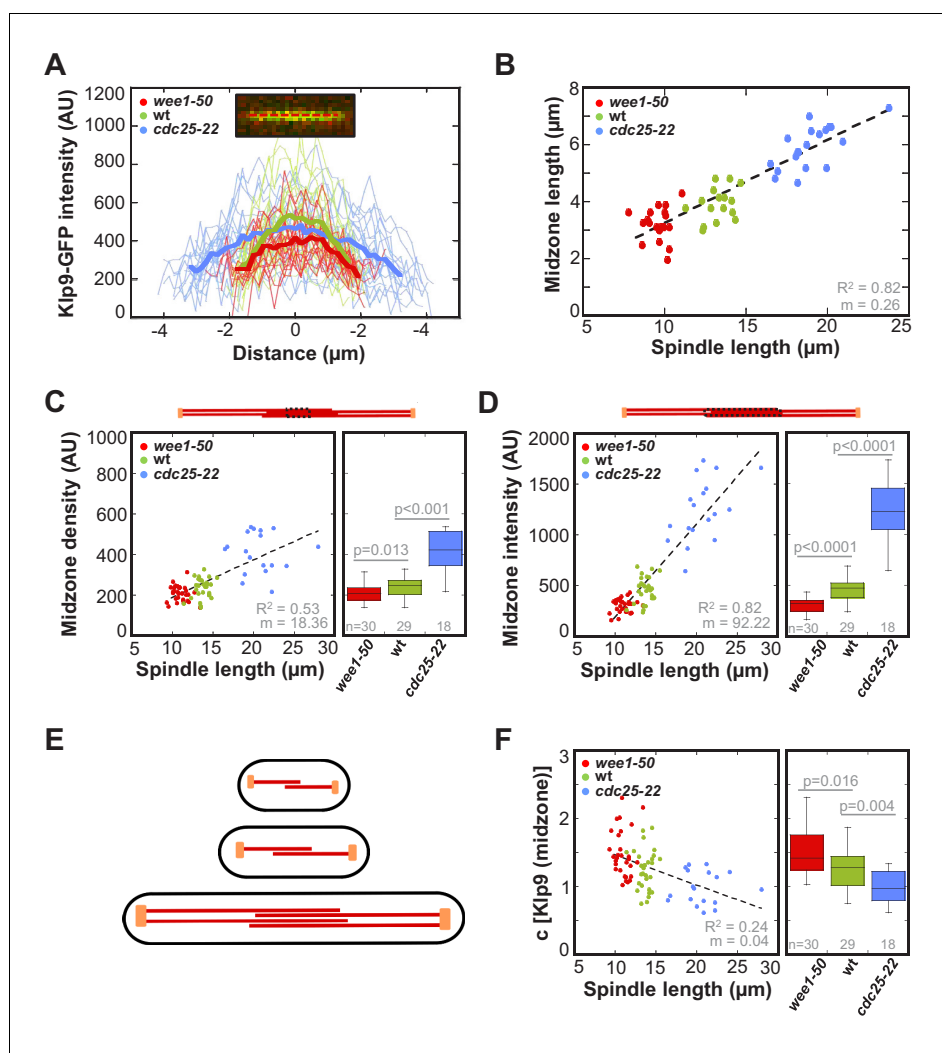 A
wee1-50
wt
cdc25-22
Klp9-GFP intensity (AU)
1200
1000
800
600
400
200
0
-4
-2
0
-2
-4
Distance (µm)
B
Midzone length (µm)
8
6
4
2
5
10
15
20
25
R² = 0.82
m = 0.26
Spindle length (µm)
C
wee1-50
wt
cdc25-22
Midzone density (AU)
1000
800
600
400
200
0
5
10
15
20
25
30
R² = 0.53
m = 18.36
Spindle length (µm)
p<0.001
p=0.013
n=30
29
18
wee1-50
wt
cdc25-22
D
wee1-50
wt
cdc25-22
Midzone intensity (AU)
2000
1500
1000
500
0
5
10
15
20
25
30
R² = 0.82
m = 92.22
Spindle length (µm)
p<0.0001
p<0.0001
n=30
29
18
wee1-50
wt
cdc25-22
E
F
wee1-50
wt
cdc25-22
c [Klp9 (midzone)]
3
2
1
0
5
10
15
20
25
30
R² = 0.24
m = 0.04
Spindle length (µm)
p=0.016
p=0.004
n=30
29
18
wee1-50
wt
cdc25-22